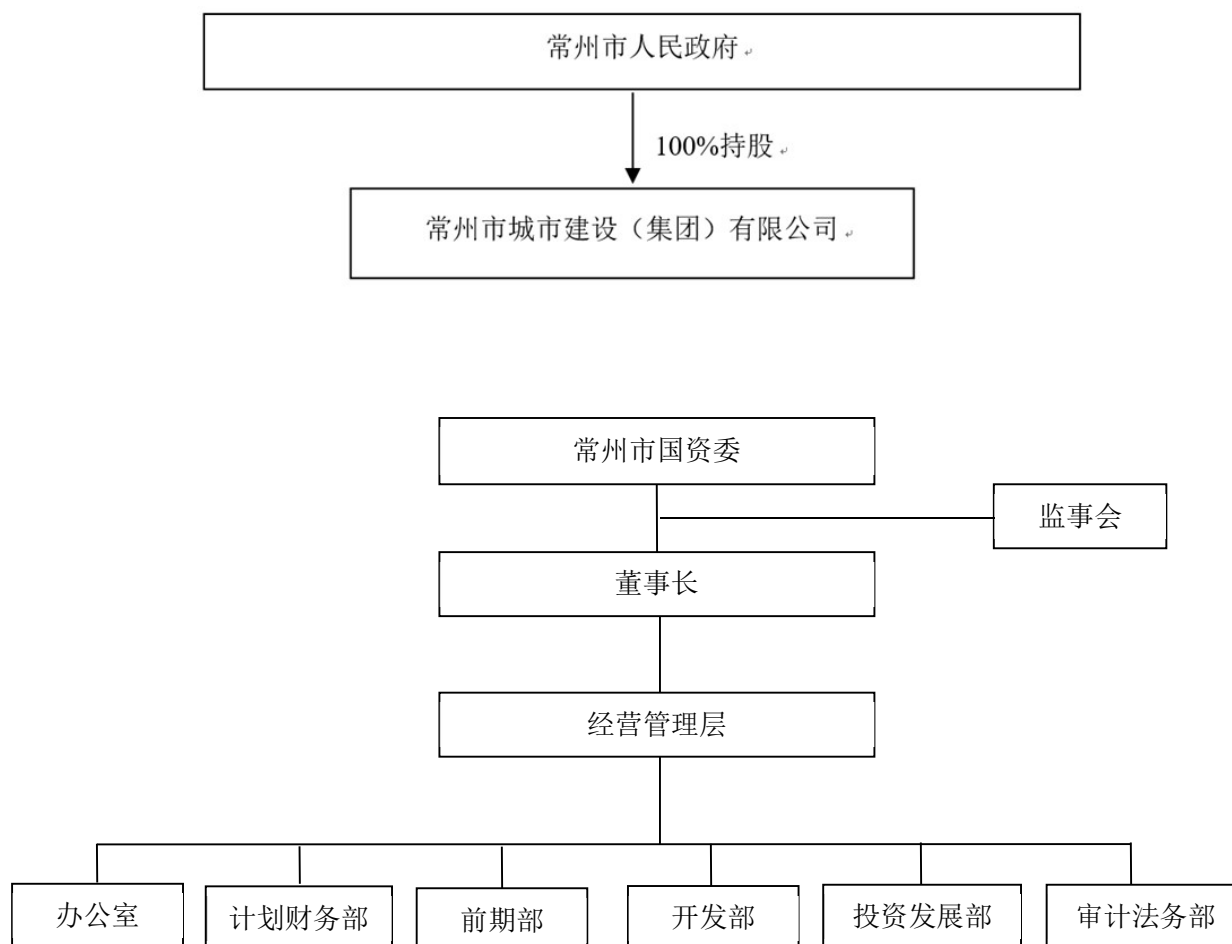 常州市人民政府
100%持股
常州市城市建设（集团）有限公司
常州市国资委
监事会
董事长
经营管理层
办公室
计划财务部
前期部
开发部
投资发展部
审计法务部